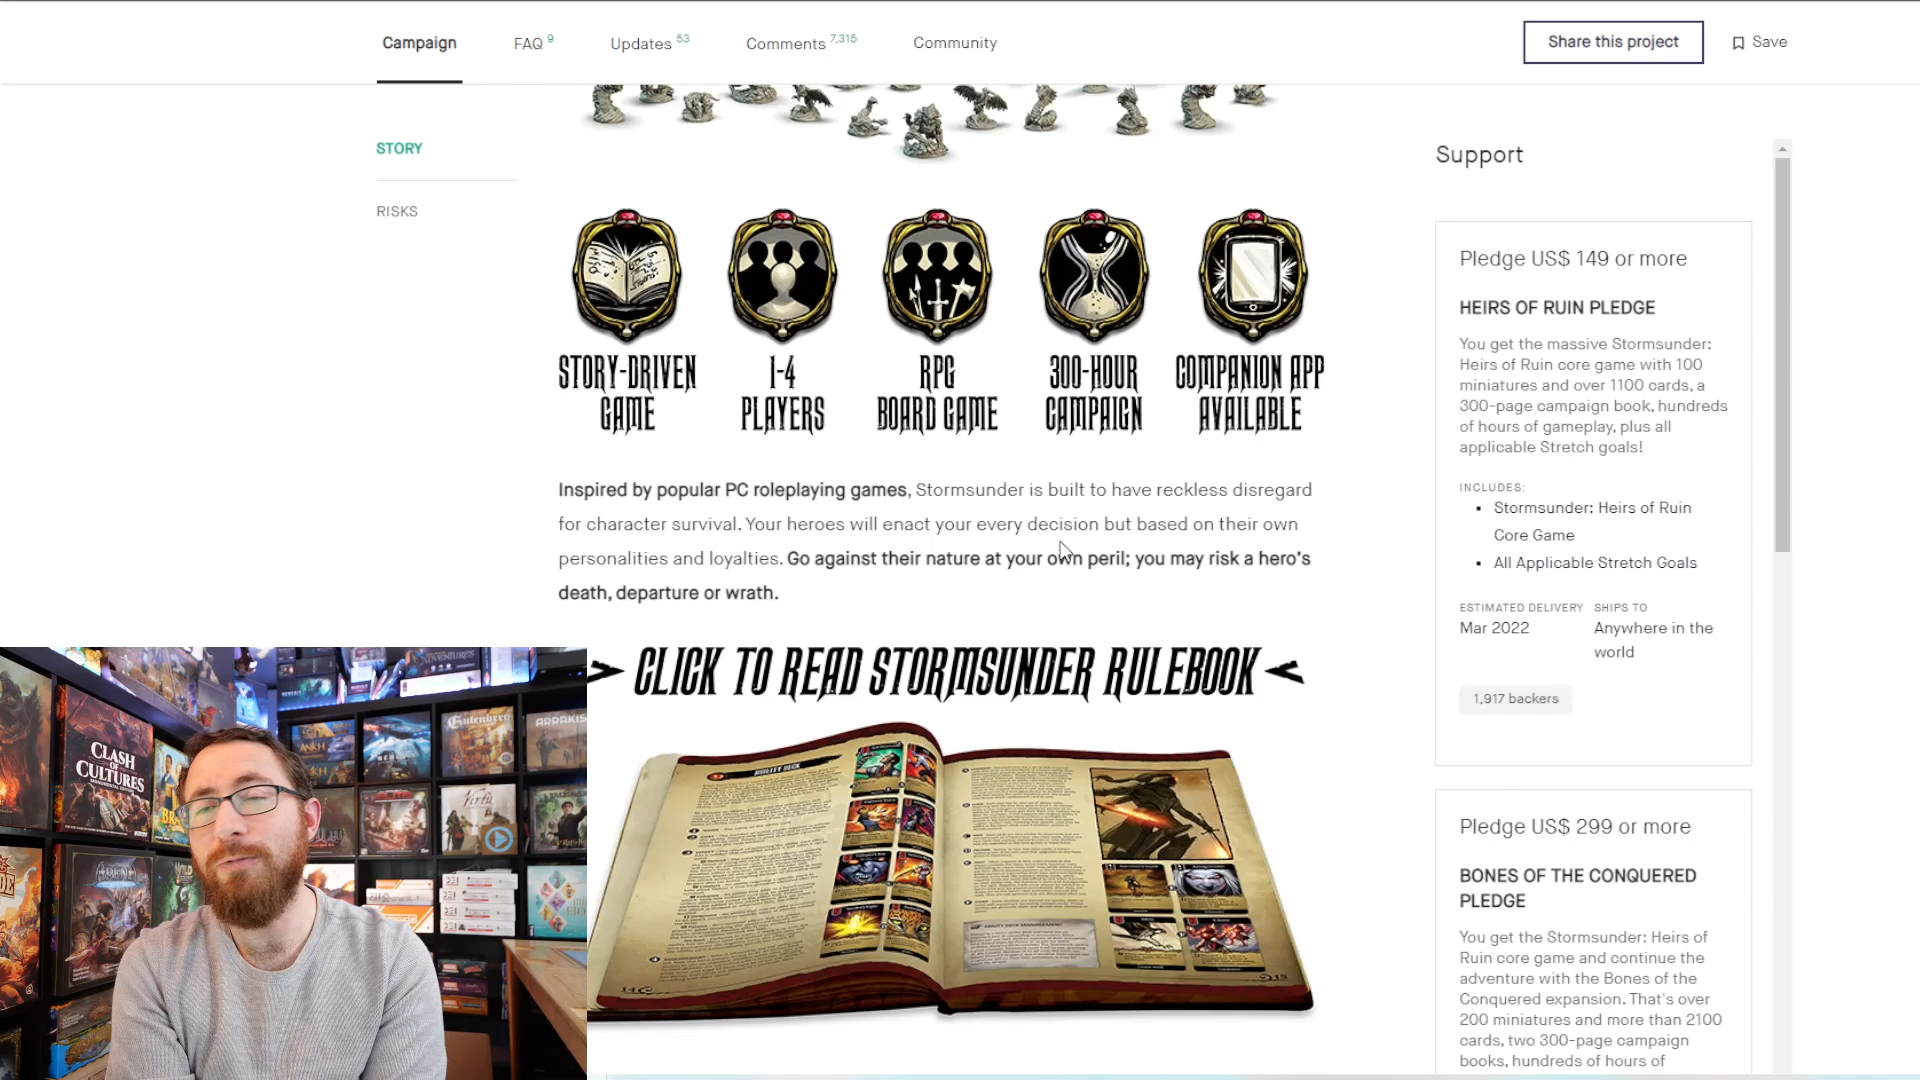 Campaign
FAQ 9
Updates 53
Comments 7,315
Community
Share this project
Save
STORY
RISKS
STORY-DRIVEN
GAME
1-4
PLAYERS
RPG
BOARD GAME
300-HOUR
CAMPAIGN
COMPANION APP
AVAILABLE
Inspired by popular PC roleplaying games, Stormsunder is built to have reckless disregard
for character survival. Your heroes will enact your every decision but based on their own
personalities and loyalties. Go against their nature at your own peril; you may risk a hero's
death, departure or wrath.
> CLICK TO READ STORMSUNDER RULEBOOK <
ABILITY DECK
14
15
Support
Pledge US$ 149 or more
HEIRS OF RUIN PLEDGE
You get the massive Stormsunder:
Heirs of Ruin core game with 100
miniatures and over 1100 cards, a
300-page campaign book, hundreds
of hours of gameplay, plus all
applicable Stretch goals!
INCLUDES:
• Stormsunder: Heirs of Ruin
Core Game
• All Applicable Stretch Goals
ESTIMATED DELIVERY
Mar 2022
SHIPS TO
Anywhere in the
world
1,917 backers
Pledge US$ 299 or more
BONES OF THE CONQUERED
PLEDGE
You get the Stormsunder: Heirs of
Ruin core game and continue the
adventure with the Bones of the
Conquered expansion. That's over
200 miniatures and more than 2100
cards, two 300-page campaign
books, hundreds of hours of
CLASH
OF
CULTURES
ANKH
Gutenberg
ARRAKIS
Virtù
ARENA